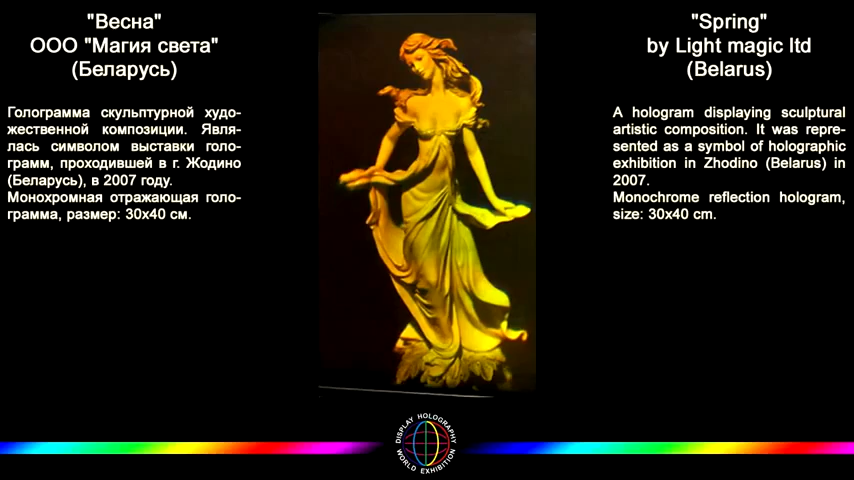 "Весна"
ООО "Магия света"
(Беларусь)
Голограмма скульптурной худо-
жественной композиции. Явля-
лась символом выставки голо-
грамм, проходившей в г. Жодино
(Беларусь), в 2007 году.
Монохромная отражающая голо-
грамма, размер: 30x40 см.
"Spring"
by Light magic ltd
(Belarus)
A hologram displaying sculptural
artistic composition. It was repre-
sented as a symbol of holographic
exhibition in Zhodino (Belarus) in
2007.
Monochrome reflection hologram,
size: 30x40 cm.
DISPLAY HOLOGRAPHY
WORLD EXHIBITION